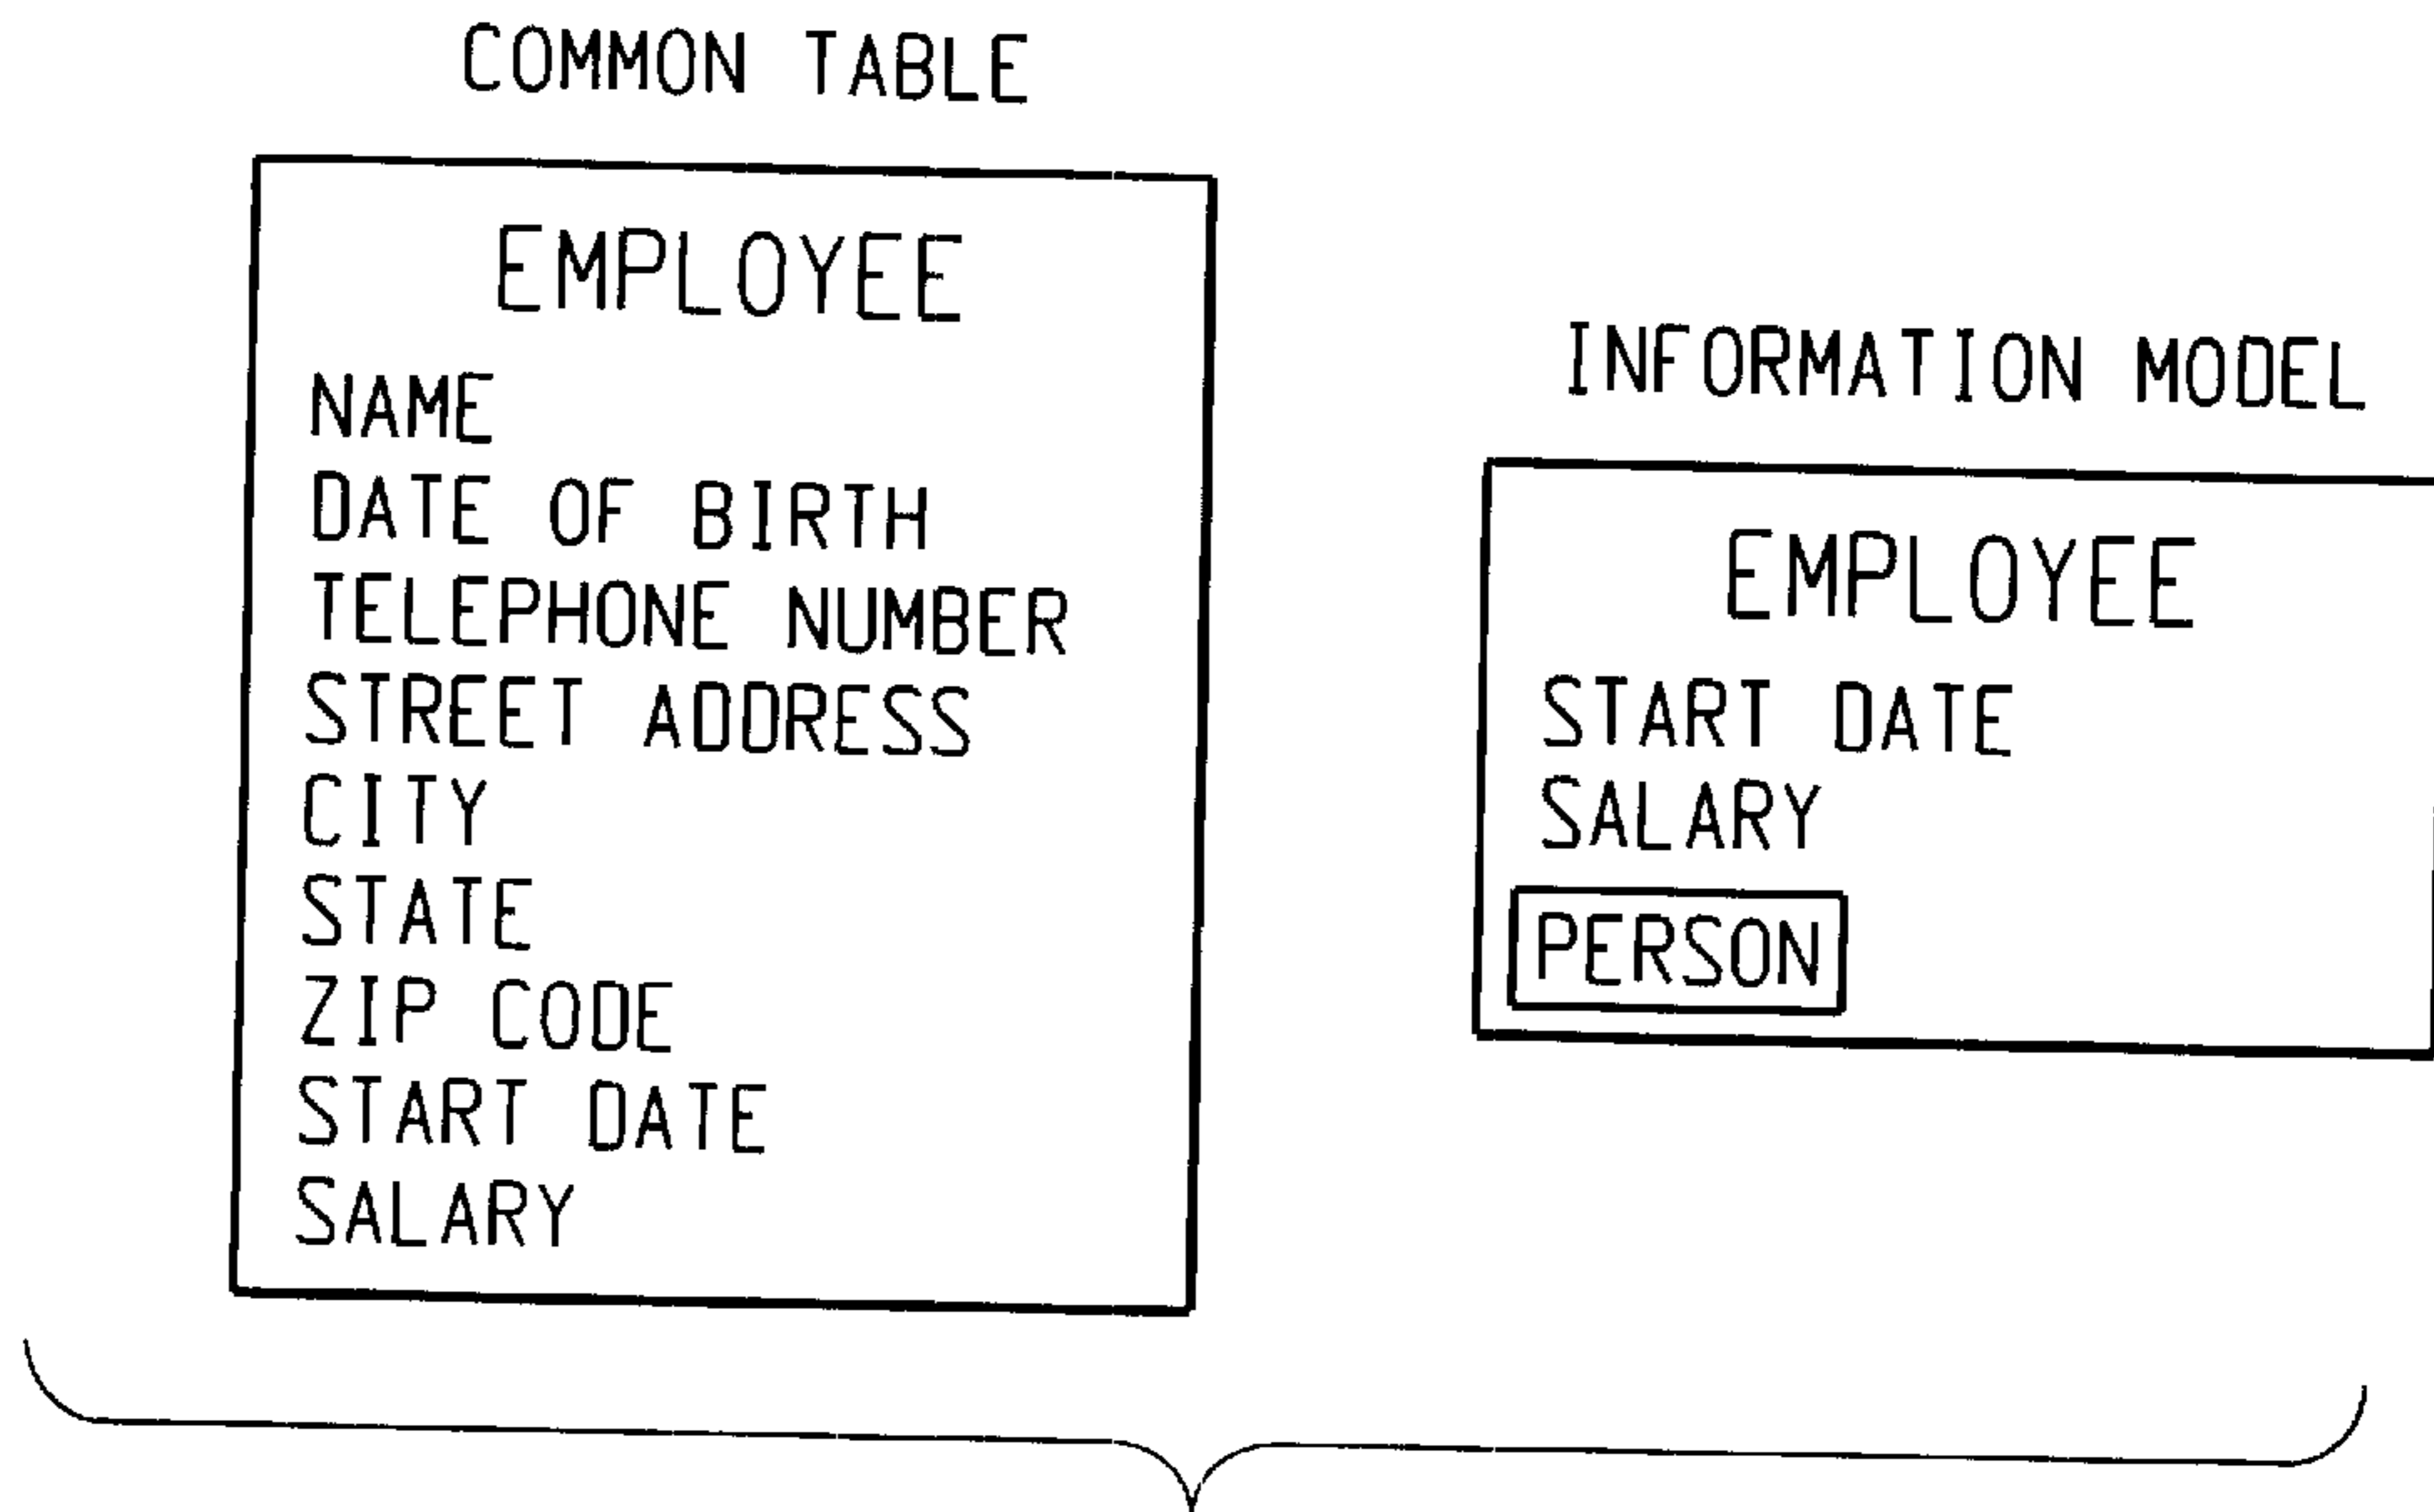 COMMON TABLE
EMPLOYEE
NAME
DATE OF BIRTH
TELEPHONE NUMBER
STREET ADDRESS
CITY
STATE
ZIP CODE
START DATE
SALARY
INFORMATION MODEL
EMPLOYEE
START DATE
SALARY
PERSON